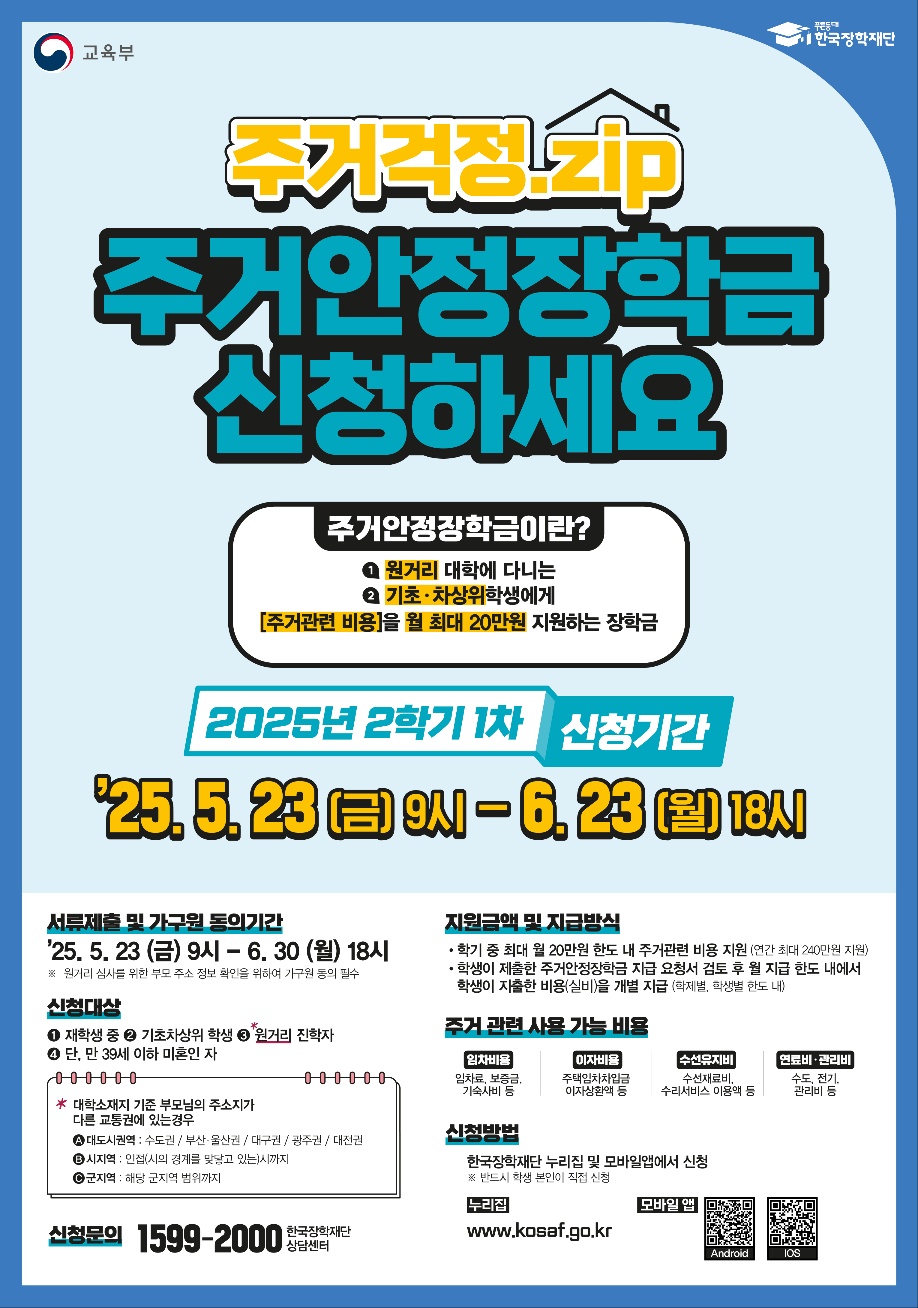 교육부
푸른등대
한국장학재단
주거걱정.zip
주거안정장학금
신청하세요
주거안정장학금이란?
❶ 원거리 대학에 다니는
❷ 기초·차상위학생에게
[주거관련 비용]을 월 최대 20만원 지원하는 장학금
2025년 2학기 1차 신청기간
’25. 5. 23 (금) 9시 – 6. 23 (월) 18시
서류제출 및 가구원 동의기간
’25. 5. 23 (금) 9시 – 6. 30 (월) 18시
※ 원거리 심사를 위한 부모 주소 정보 확인을 위하여 가구원 동의 필수
신청대상
❶ 재학생 중 ❷ 기초차상위 학생 ❸ *원거리 진학자
❹ 단, 만 39세 이하 미혼인 자
* 대학소재지 기준 부모님의 주소지가
다른 교통권에 있는경우
Ⓐ 대도시권역 : 수도권 / 부산·울산권 / 대구권 / 광주권 / 대전권
Ⓑ 시지역 : 인접(시의 경계를 맞닿고 있는)시까지
Ⓒ 군지역 : 해당 군지역 범위까지
신청문의 1599-2000 한국장학재단
상담센터
지원금액 및 지급방식
• 학기 중 최대 월 20만원 한도 내 주거관련 비용 지원 (연간 최대 240만원 지원)
• 학생이 제출한 주거안정장학금 지급 요청서 검토 후 월 지급 한도 내에서
학생이 지출한 비용(실비)을 개별 지급 (학제별, 학생별 한도 내)
주거 관련 사용 가능 비용
임차비용
임차료, 보증금,
기숙사비 등
이자비용
주택임차차입금
이자상환액 등
수선유지비
수선재료비,
수리서비스 이용액 등
연료비·관리비
수도, 전기,
관리비 등
신청방법
한국장학재단 누리집 및 모바일앱에서 신청
※ 반드시 학생 본인이 직접 신청
누리집
www.kosaf.go.kr
모바일 앱
Android
IOS